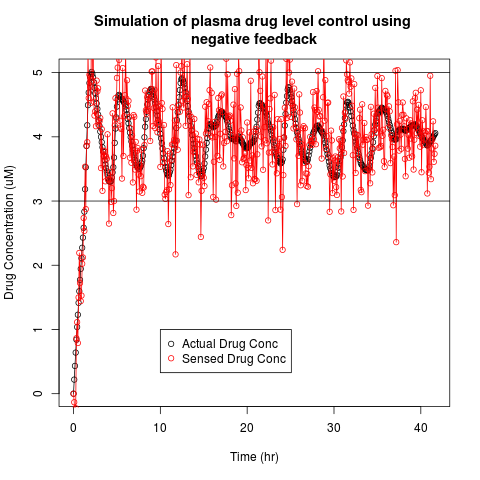 Simulation of plasma drug level control using
negative feedback
Drug Concentration (uM)
5
4
3
2
1
0
Actual Drug Conc
Sensed Drug Conc
0
10
20
30
40
Time (hr)